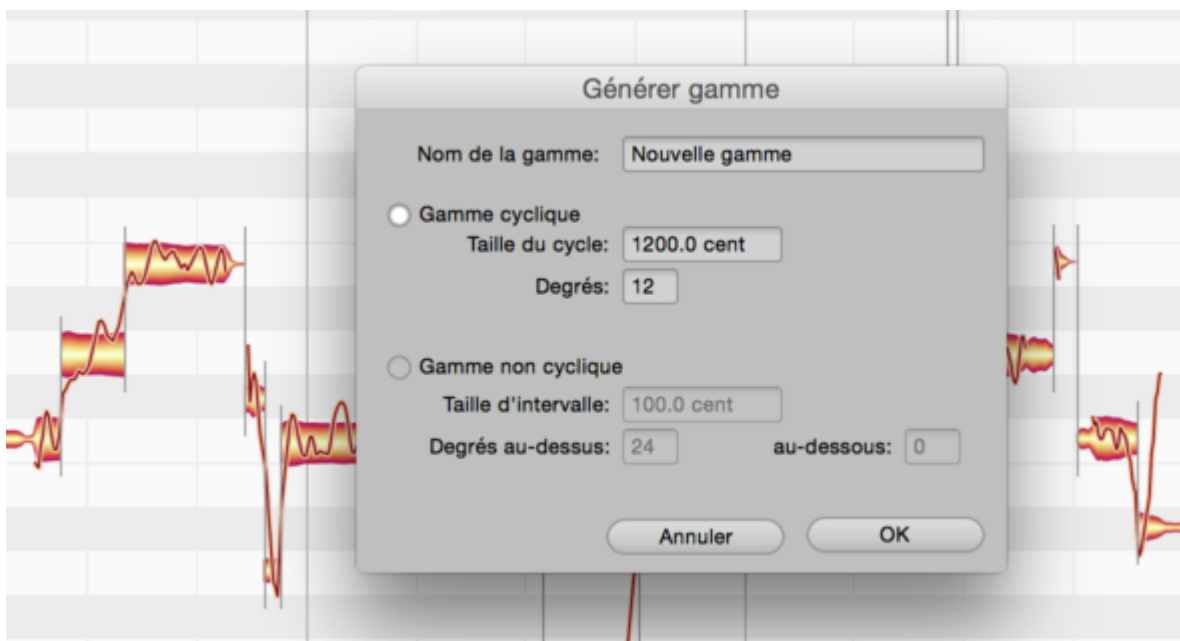 Générer gamme
Nom de la gamme: Nouvelle gamme
Gamme cyclique
Taille du cycle: 1200.0 cent
Degrés: 12
Gamme non cyclique
Taille d'intervalle: 100.0 cent
Degrés au-dessus: 24 au-dessous: 0
Annuler OK